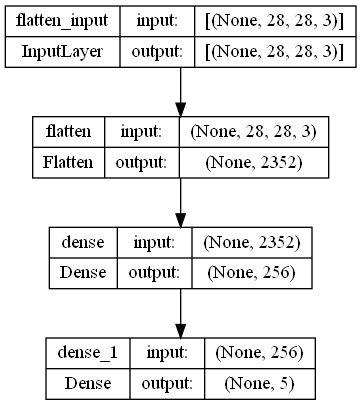 flatten_input input: [(None, 28, 28, 3)]
InputLayer output: [(None, 28, 28, 3)]
flatten input: (None, 28, 28, 3)
Flatten output: (None, 2352)
dense input: (None, 2352)
Dense output: (None, 256)
dense_1 input: (None, 256)
Dense output: (None, 5)